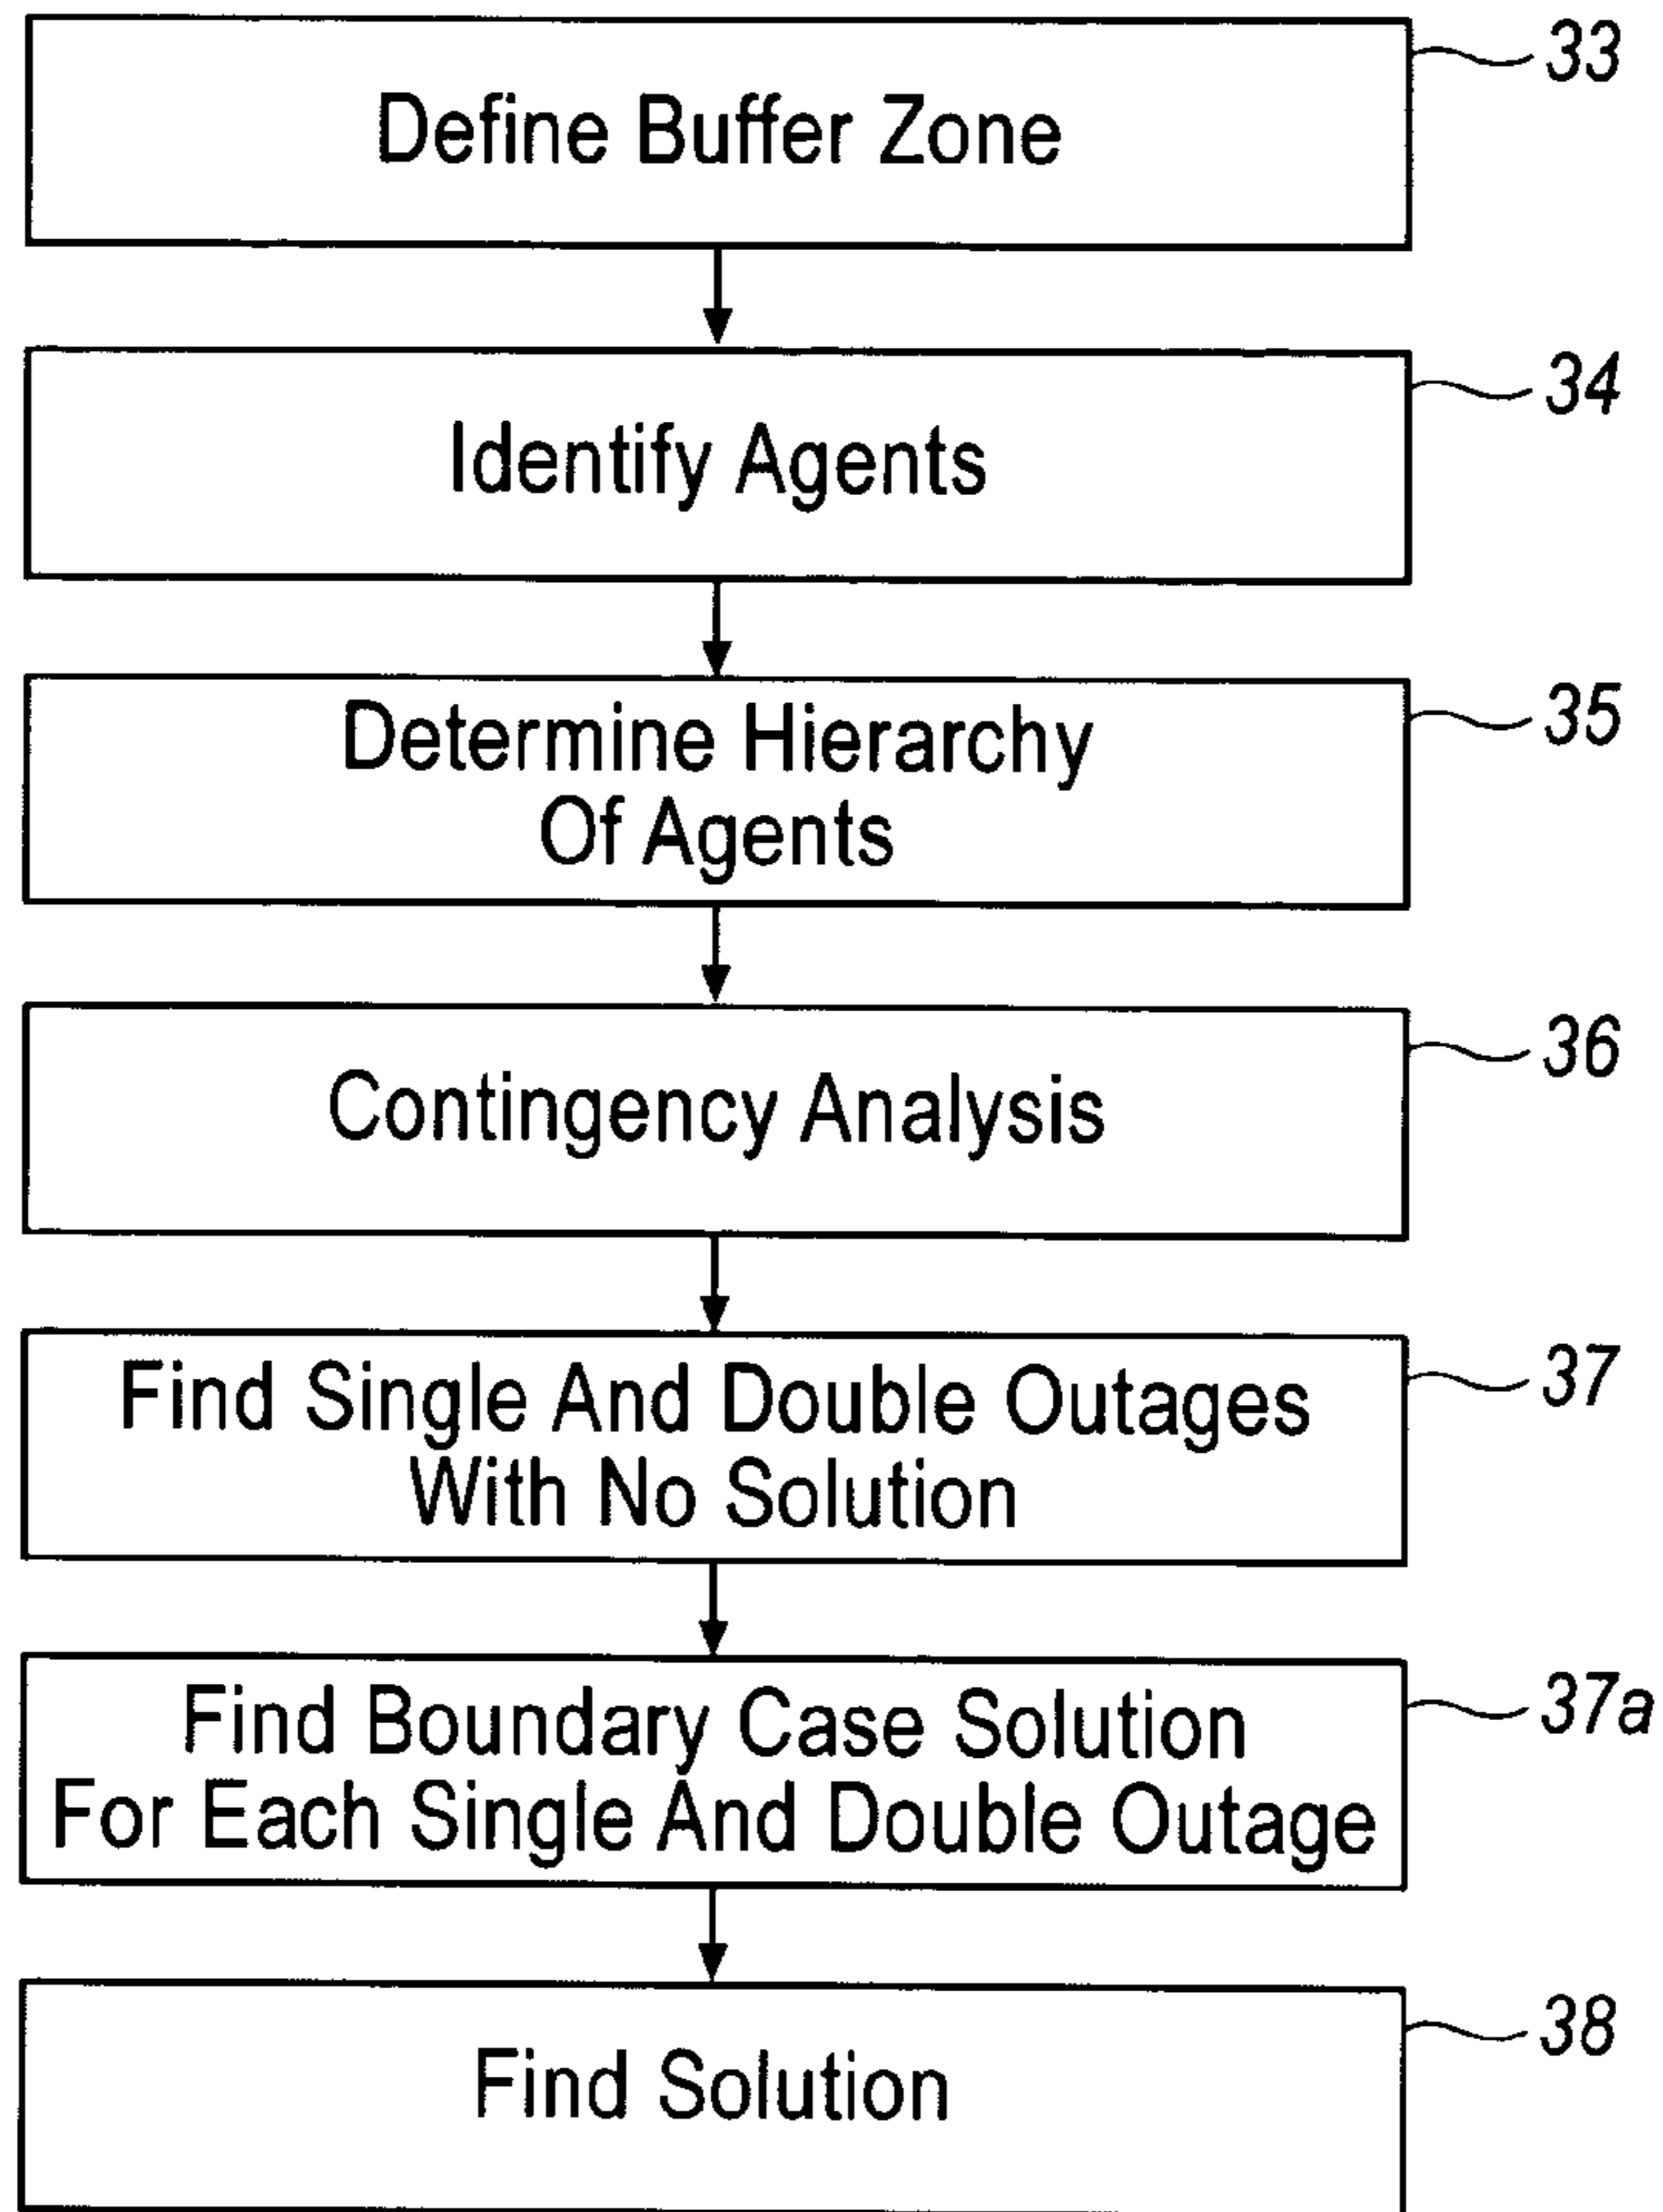 Define Buffer Zone
33
Identify Agents
34
Determine Hierarchy
Of Agents
35
Contingency Analysis
36
Find Single And Double Outages
With No Solution
37
Find Boundary Case Solution
For Each Single And Double Outage
37a
Find Solution
38